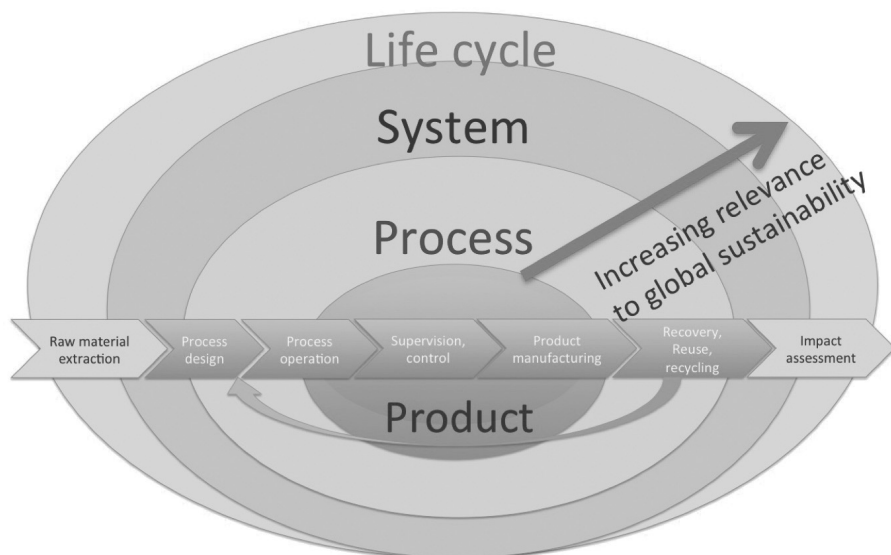 Life cycle
System
Process
Increasing relevance
to global sustainability
Raw material
extraction
Process
design
Process
operation
Supervision,
control
Product
manufacturing
Recovery,
Reuse,
recycling
Impact
assessment
Product